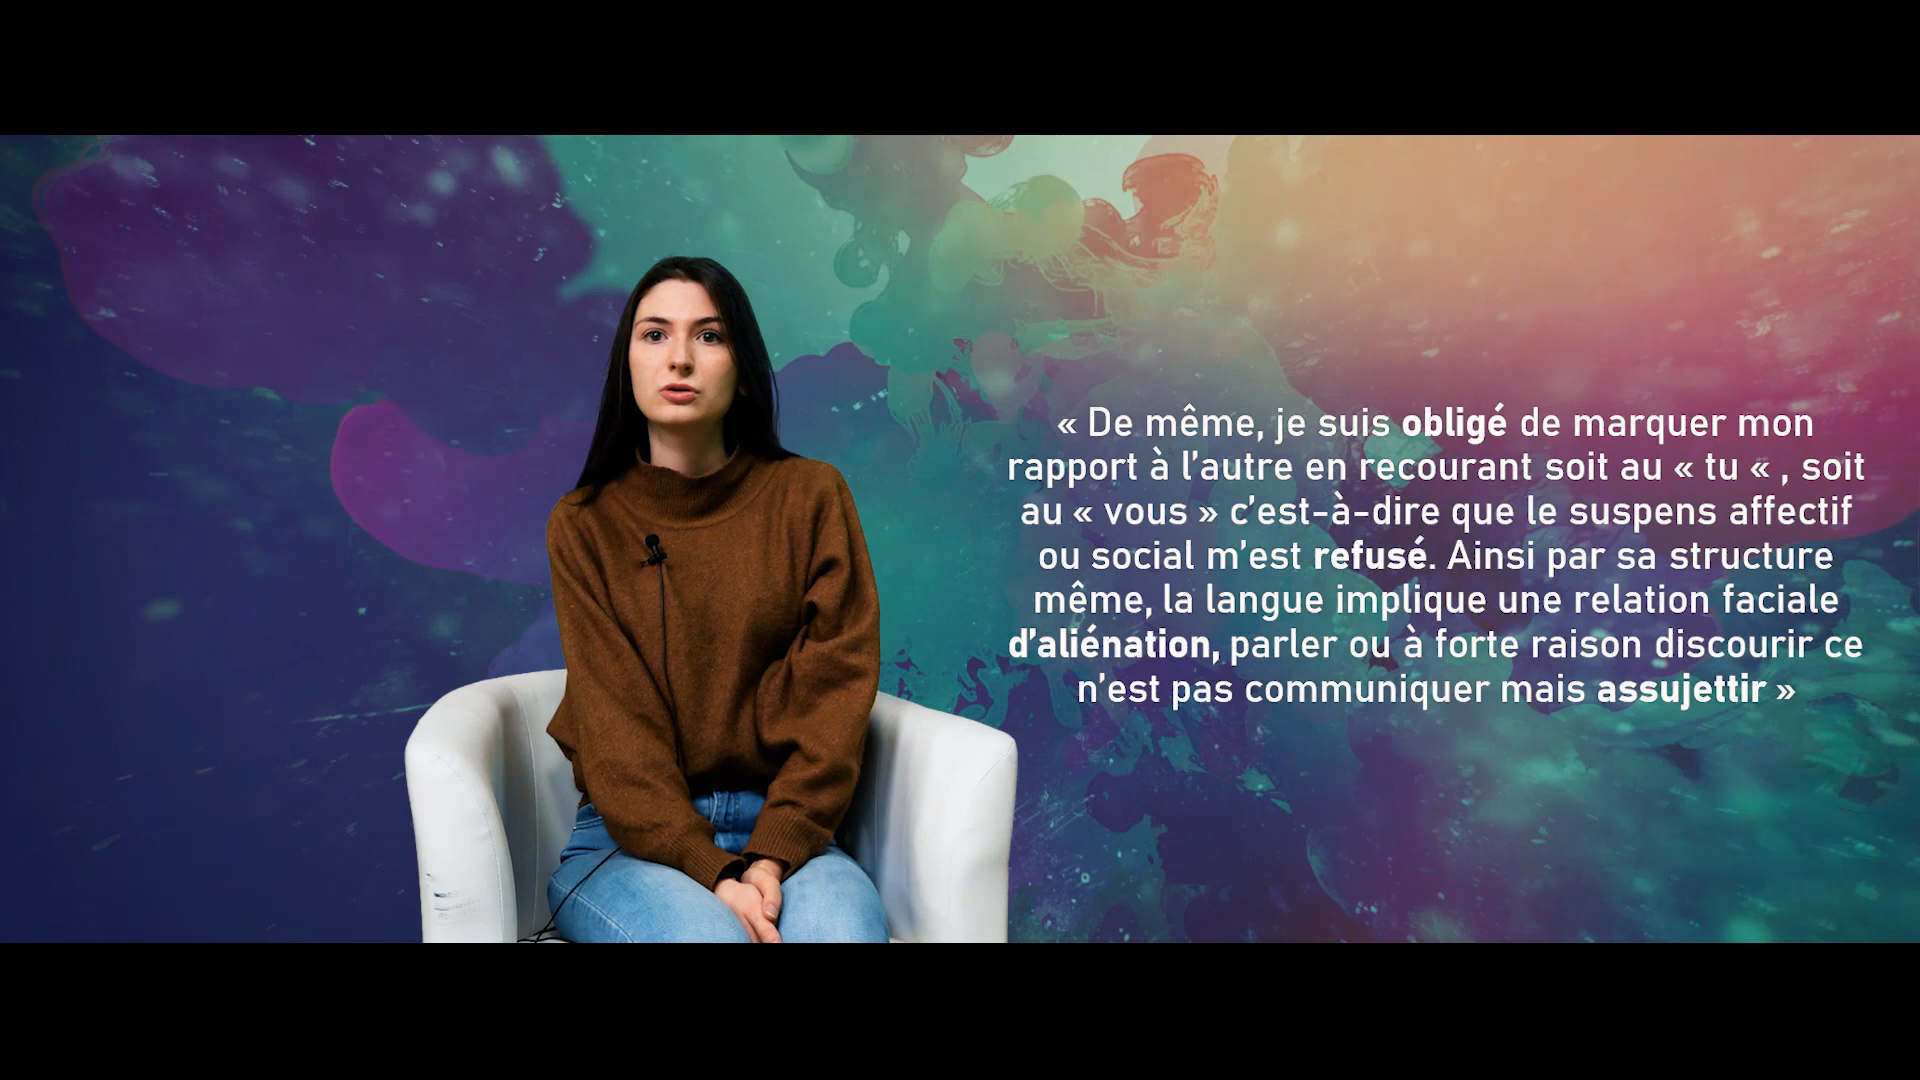 « De même, je suis obligé de marquer mon
rapport à l’autre en recourant soit au « tu « , soit
au « vous » c’est-à-dire que le suspens affectif
ou social m’est refusé. Ainsi par sa structure
même, la langue implique une relation faciale
d’aliénation, parler ou à forte raison discourir ce
n’est pas communiquer mais assujettir »